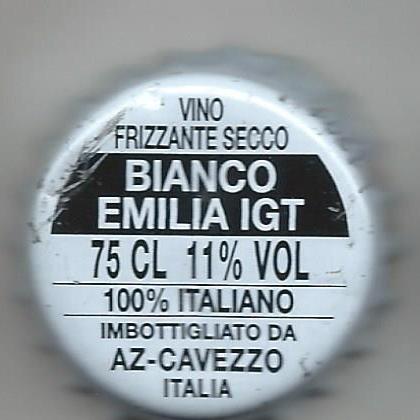 VINO
FRIZZANTE SECCO
BIANCO
EMILIA IGT
75 CL 11% VOL
100% ITALIANO
IMBOTTIGLIATO DA
AZ-CAVEZZO
ITALIA